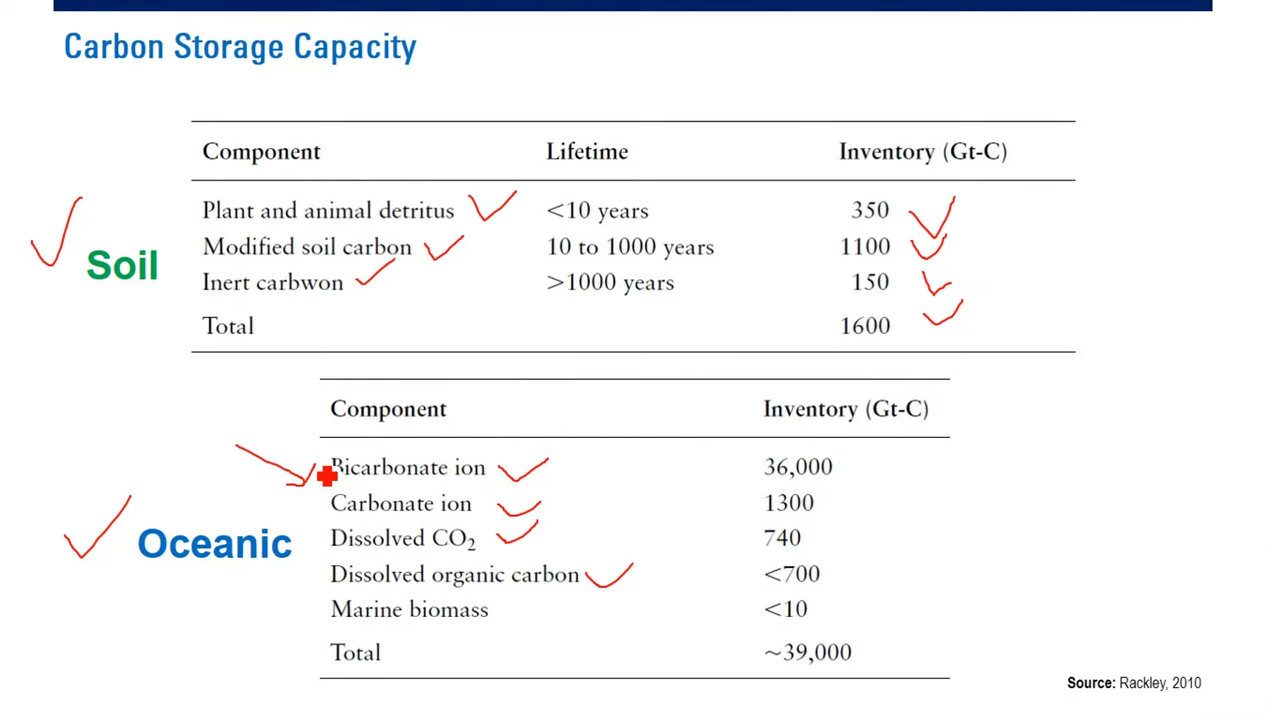 Carbon Storage Capacity
Component Lifetime Inventory (Gt-C)
Plant and animal detritus <10 years 350
Modified soil carbon 10 to 1000 years 1100
Inert carbwon >1000 years 150
Total 1600
Soil
Component Inventory (Gt-C)
Bicarbonate ion 36,000
Carbonate ion 1300
Dissolved CO₂ 740
Dissolved organic carbon <700
Marine biomass <10
Total ~39,000
Oceanic
Source: Rackley, 2010